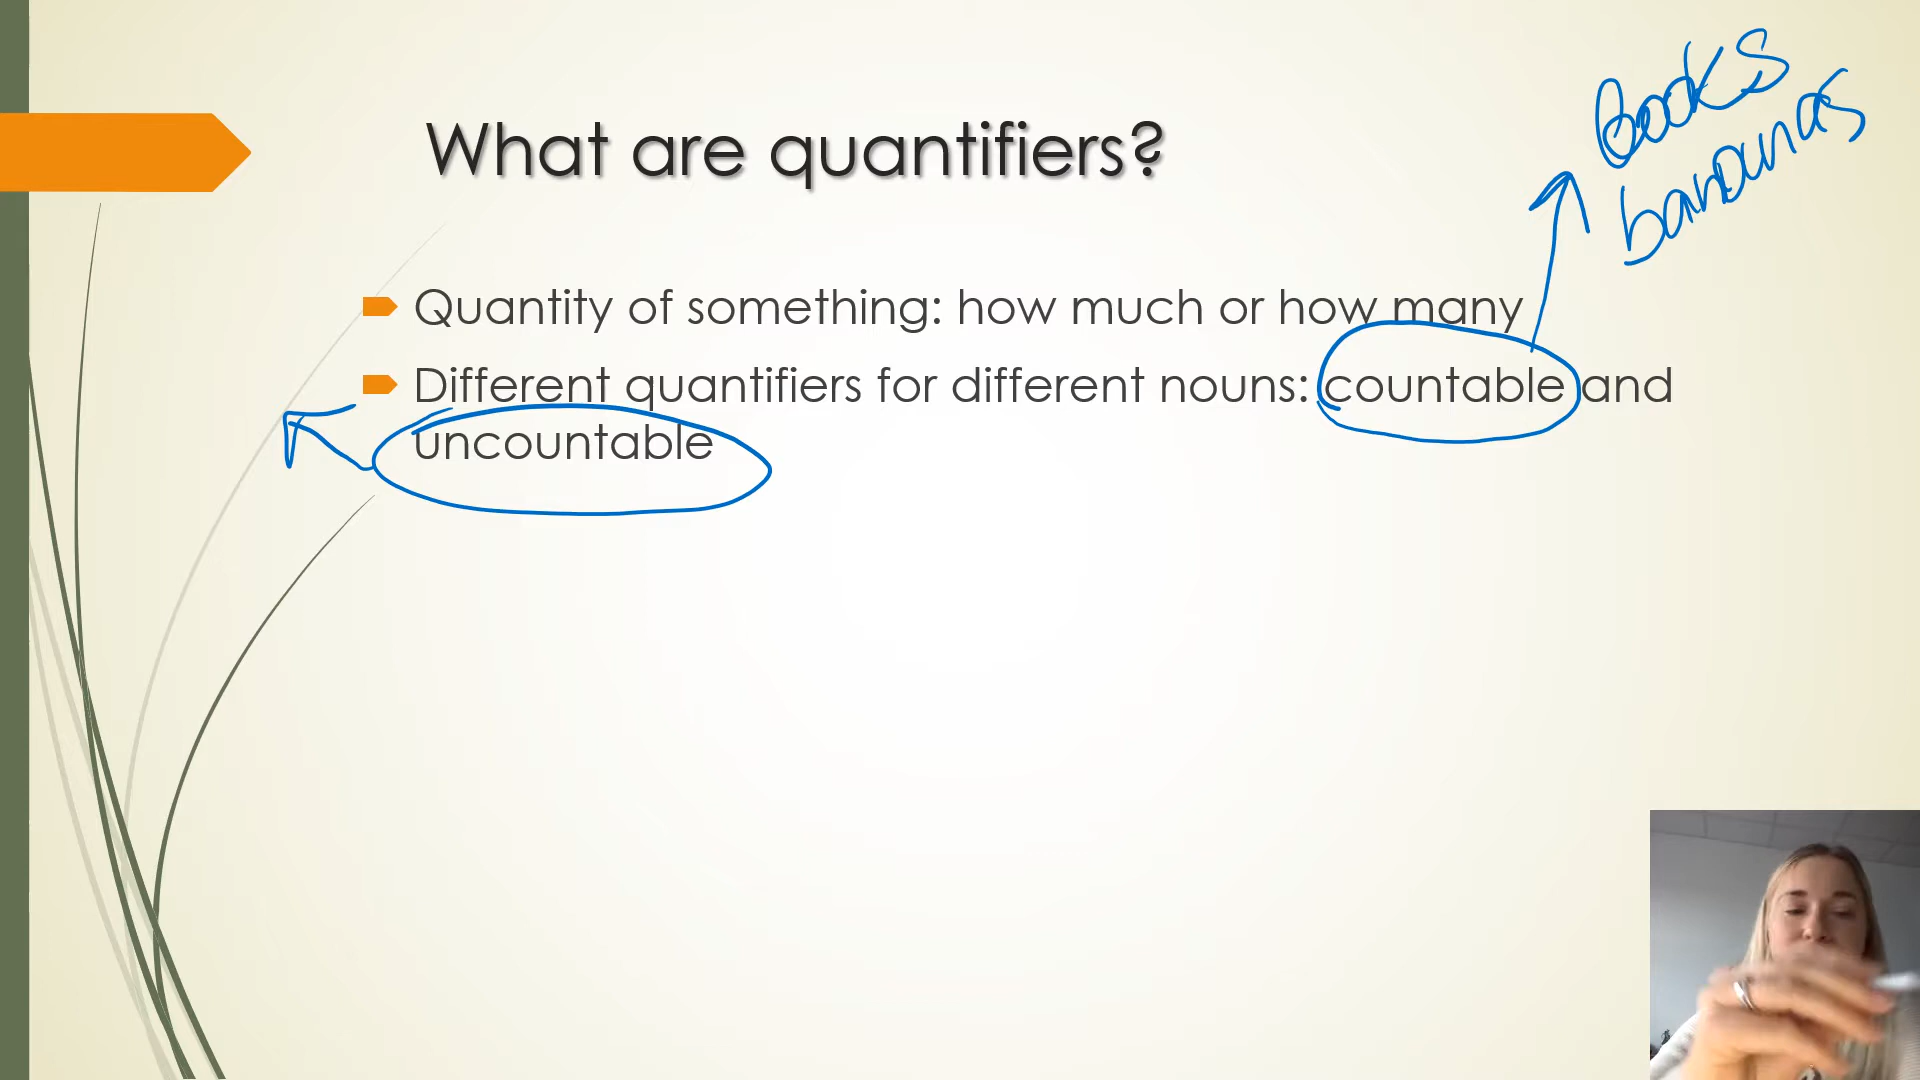 Books
bananas
What are quantifiers?
Quantity of something: how much or how many
Different quantifiers for different nouns: countable and
uncountable